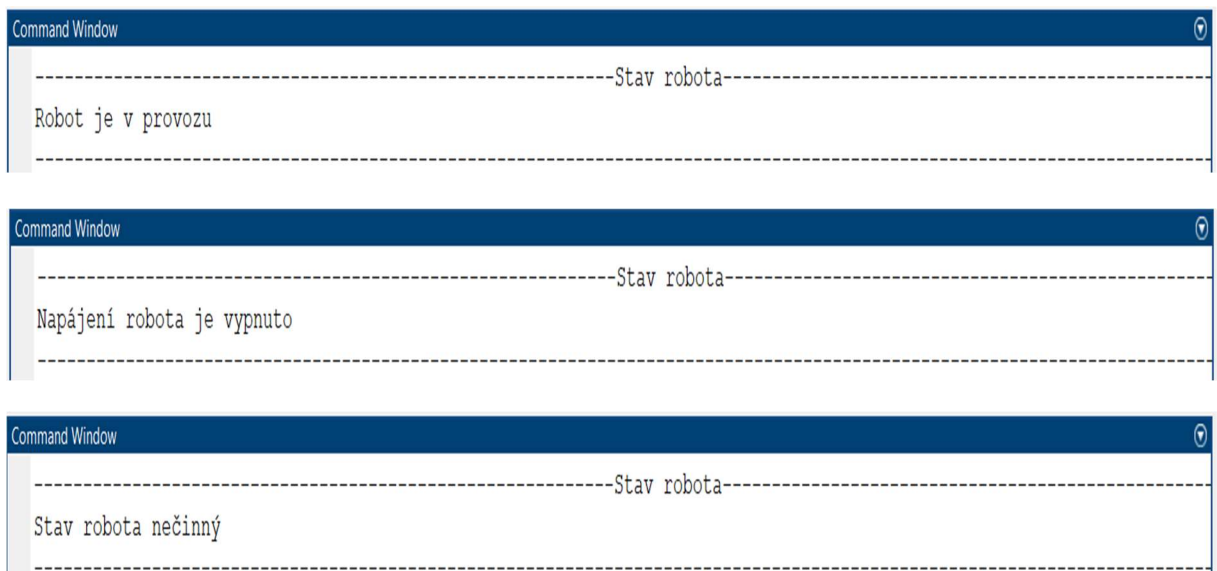 Command Window
-----------------------------------------------------------Stav robota--------------------------------------------------
Robot je v provozu
-------------------------------------------------------------------------------------------------------------------------
Command Window
-----------------------------------------------------------Stav robota--------------------------------------------------
Napájení robota je vypnuto
-------------------------------------------------------------------------------------------------------------------------
Command Window
-----------------------------------------------------------Stav robota--------------------------------------------------
Stav robota nečinný
-------------------------------------------------------------------------------------------------------------------------